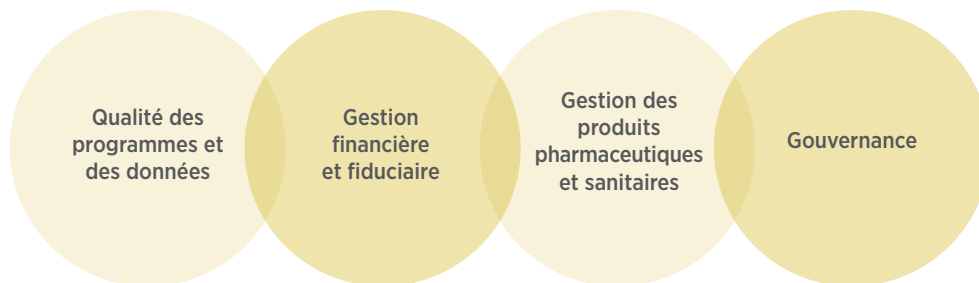 Qualité des
programmes et
des données
Gestion
financière
et fiduciaire
Gestion des
produits
pharmaceutiques
et sanitaires
Gouvernance